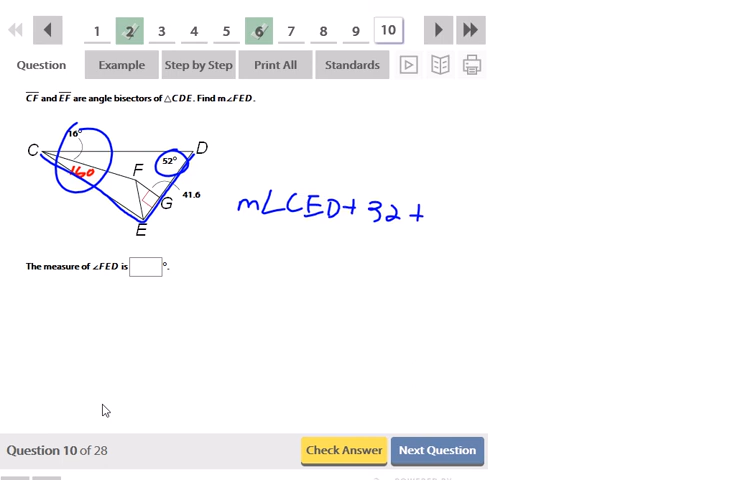 1 2 3 4 5 6 7 8 9 10
Question Example Step by Step Print All Standards
CF and EF are angle bisectors of △CDE. Find m∠FED.
16°
C
D
52°
F
160
41.6
G
m∠CED+ 32 +
E
The measure of ∠FED is °.
Question 10 of 28 Check Answer Next Question